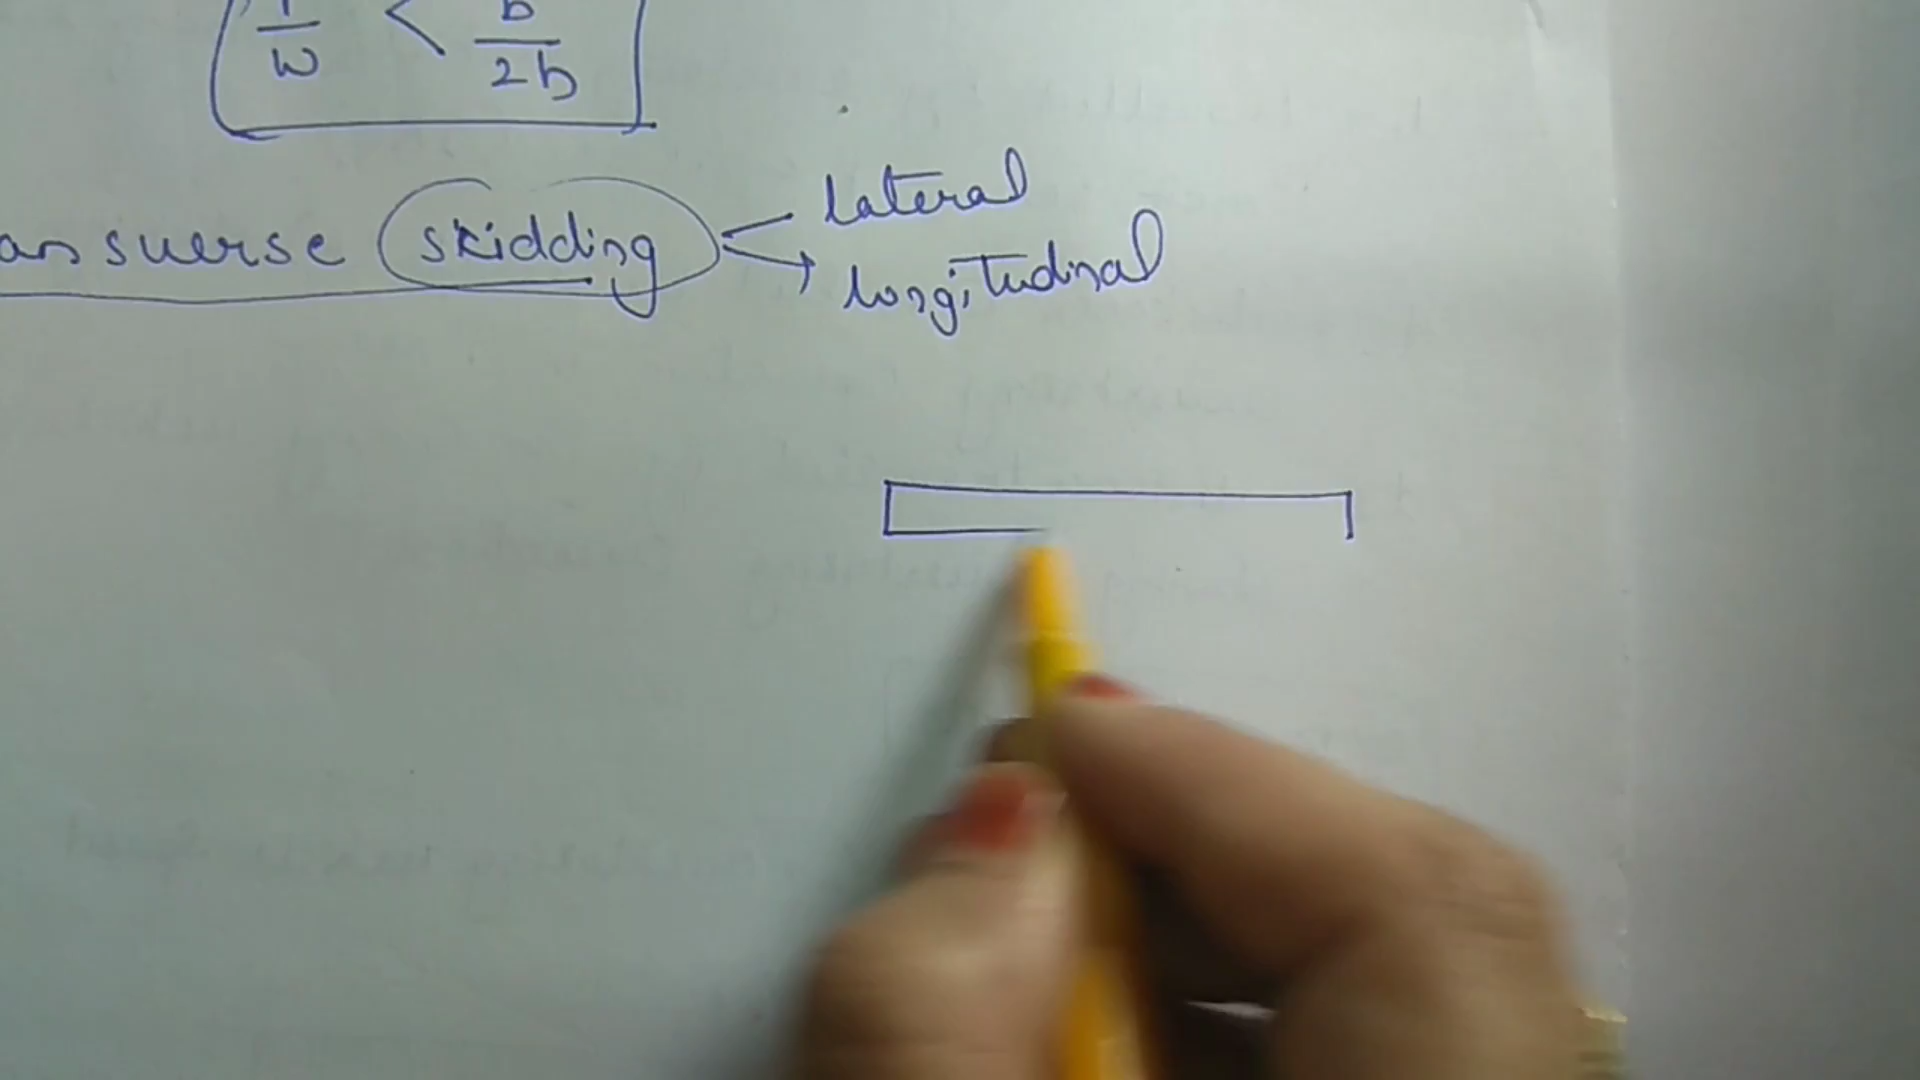 P/W < b/2h
ansverse skidding
lateral
longitudinal